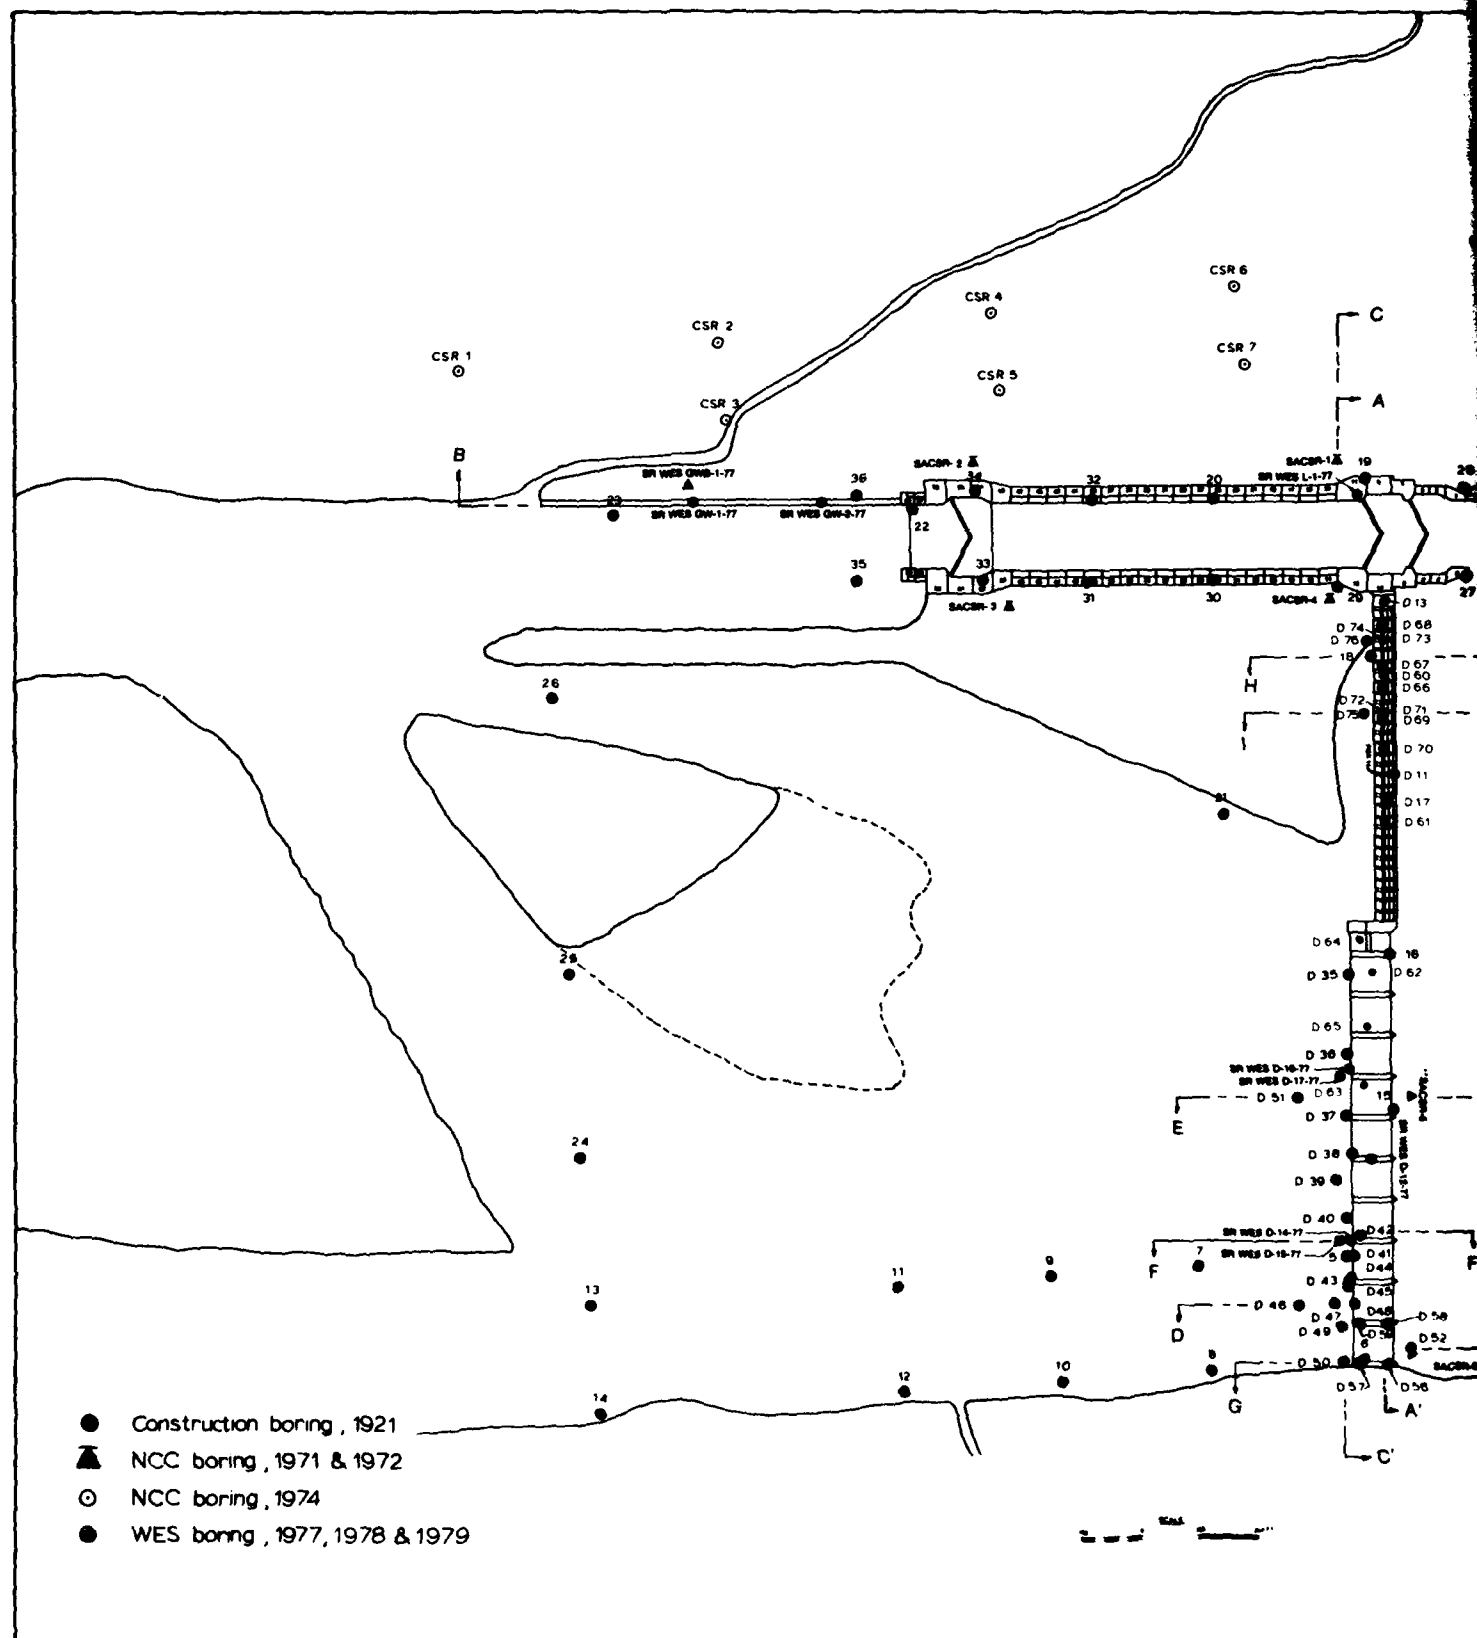 CSR 6
CSR 4
C
CSR 2
CSR 1
CSR 7
CSR 5
A
CSR 3
B
SACSR-2
SACSR-1
19
SR WES GWB-1-77
34
SR WES L-1-77
36
32
20
23
SR WES GW-1-77
SR WES GW-2-77
22
35
33
31
30
27
SACSR-3
SACSR-4
29
D 13
D 74
D 68
D 76
D 73
18
D 67
H
D 60
D 66
26
D 72
D 71
D 75
D 69
D 70
D 11
21
D 17
D 61
D 64
16
25
D 35
D 62
D 65
D 36
SR WES D-16-77
SR WES D-17-77
D 51
D 63
15
D 37
E
24
D 38
D 39
D 40
SR WES D-14-77
D 42
SR WES D-15-77
5
D 41
F
7
9
11
D 44
F
D 43
13
D 45
D 46
D 47
D 48
D 58
D
D 49
D 52
8
D 50
6
10
12
D 57
D 56
14
G
A'
C'
Construction boring, 1921
NCC boring, 1971 & 1972
NCC boring, 1974
WES boring, 1977, 1978 & 1979